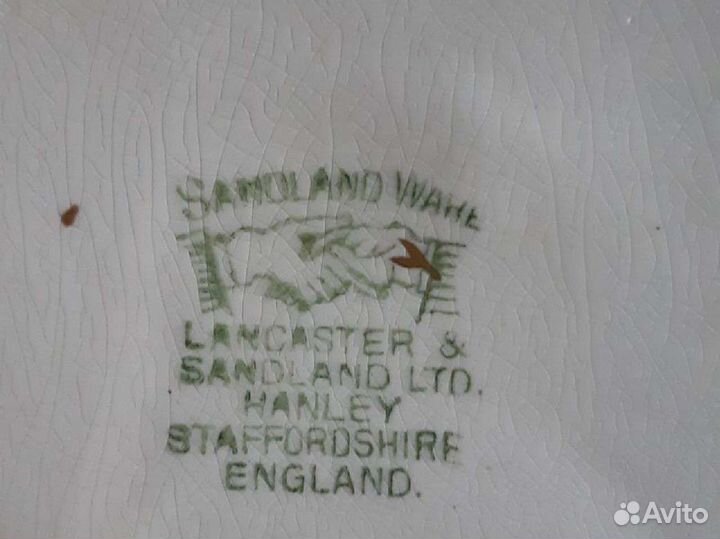 SANDLAND WARE
LANCASTER &
SANDLAND LTD.
HANLEY
STAFFORDSHIRE
ENGLAND.
Avito